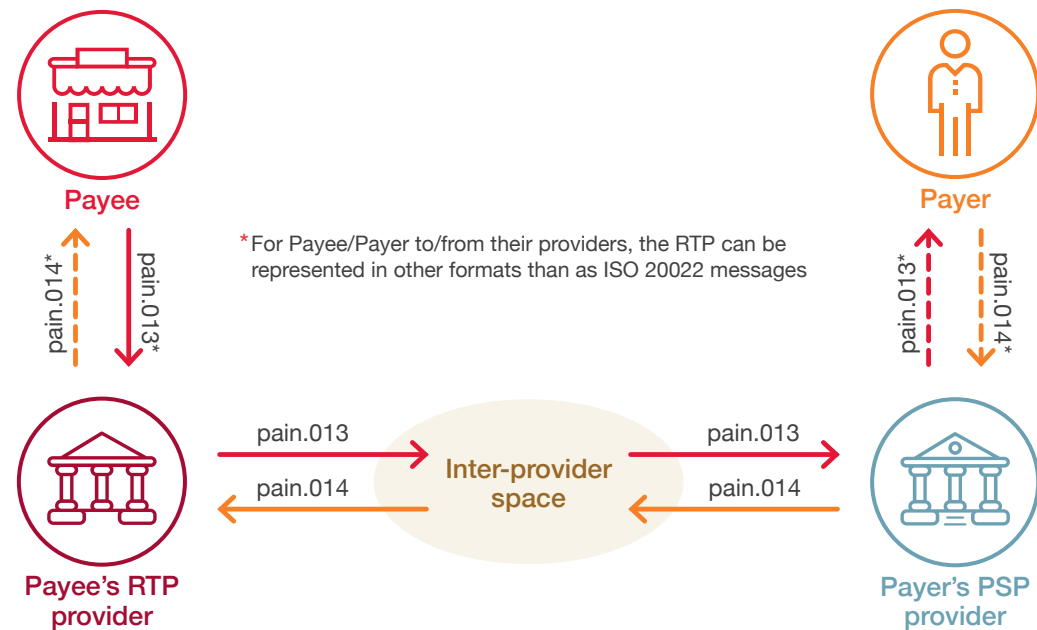 Payee
Payer
*For Payee/Payer to/from their providers, the RTP can be
represented in other formats than as ISO 20022 messages
pain.014*
pain.013*
pain.013*
pain.014*
pain.013
pain.014
Inter-provider
space
pain.013
pain.014
Payee’s RTP
provider
Payer’s PSP
provider